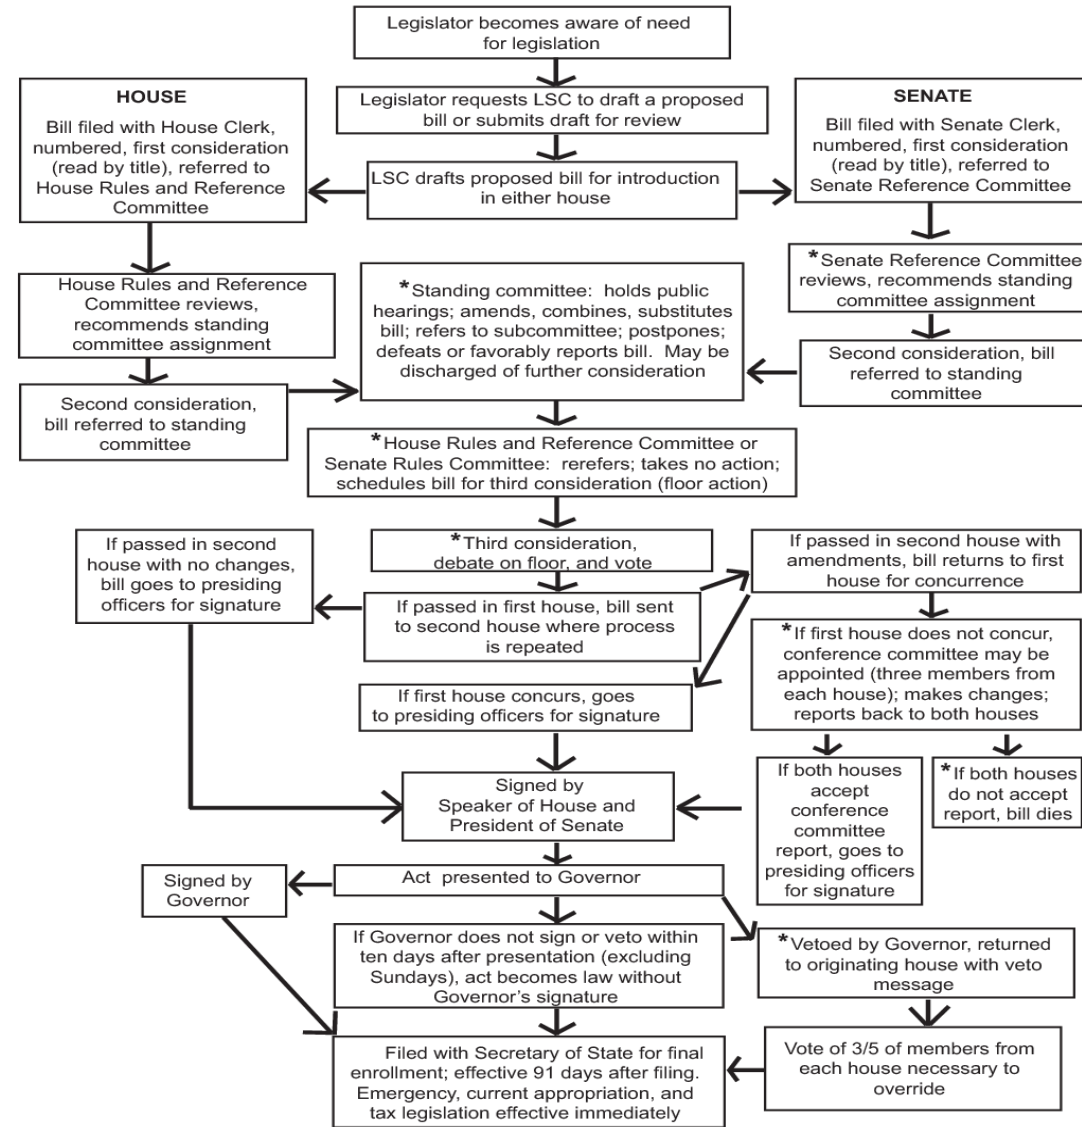 Legislator becomes aware of need
for legislation
Legislator requests LSC to draft a proposed
bill or submits draft for review
LSC drafts proposed bill for introduction
in either house
HOUSE
Bill filed with House Clerk,
numbered, first consideration
(read by title), referred to
House Rules and Reference
Committee
SENATE
Bill filed with Senate Clerk,
numbered, first consideration
(read by title), referred to
Senate Reference Committee
House Rules and Reference
Committee reviews,
recommends standing
committee assignment
*Senate Reference Committee
reviews, recommends standing
committee assignment
Second consideration,
bill referred to standing
committee
Second consideration, bill
referred to standing
committee
*Standing committee: holds public
hearings; amends, combines, substitutes
bill; refers to subcommittee; postpones;
defeats or favorably reports bill. May be
discharged of further consideration
*House Rules and Reference Committee or
Senate Rules Committee: rerefers; takes no action;
schedules bill for third consideration (floor action)
*Third consideration,
debate on floor, and vote
If passed in first house, bill sent
to second house where process
is repeated
If passed in second
house with no changes,
bill goes to presiding
officers for signature
If passed in second house with
amendments, bill returns to first
house for concurrence
*If first house does not concur,
conference committee may be
appointed (three members from
each house); makes changes;
reports back to both houses
If first house concurs, goes
to presiding officers for signature
If both houses
accept
conference
committee
report, goes to
presiding officers
for signature
*If both houses
do not accept
report, bill dies
Signed by
Speaker of House and
President of Senate
Act presented to Governor
Signed by
Governor
If Governor does not sign or veto within
ten days after presentation (excluding
Sundays), act becomes law without
Governor's signature
*Vetoed by Governor, returned
to originating house with veto
message
Vote of 3/5 of members from
each house necessary to
override
Filed with Secretary of State for final
enrollment; effective 91 days after filing.
Emergency, current appropriation, and
tax legislation effective immediately